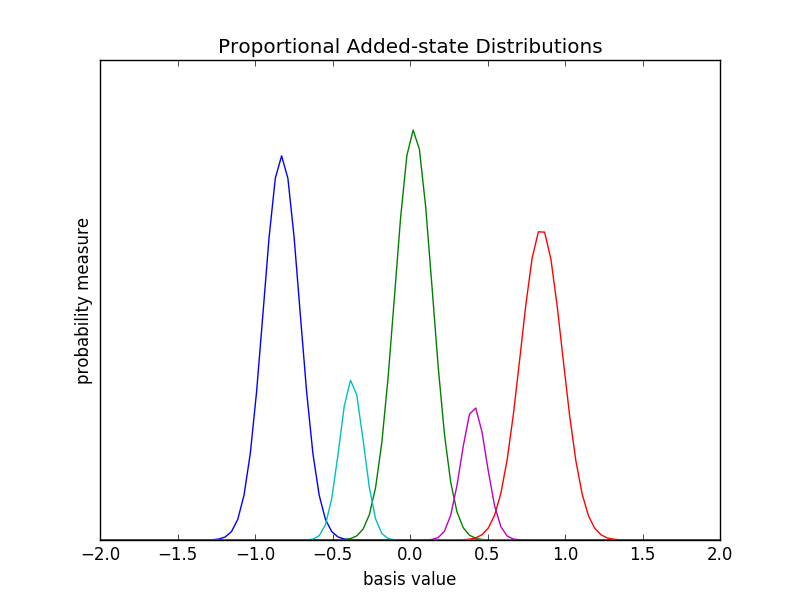 Proportional Added-state Distributions
probability measure
−2.0 −1.5 −1.0 −0.5 0.0 0.5 1.0 1.5 2.0
basis value